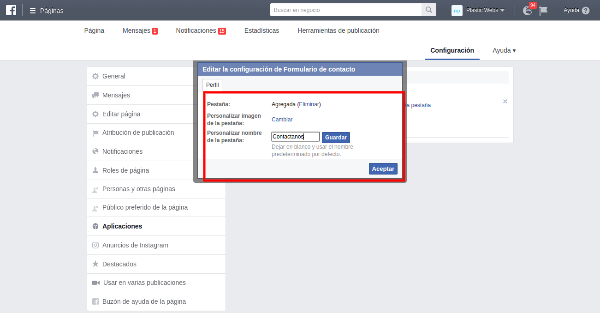 Páginas
Buscar en negocio
PlastalWebs
Ayuda
Página
Mensajes
Notificaciones
Estadísticas
Herramientas de publicación
Configuración
Ayuda ▾
General
Mensajes
Editar página
Atribución de publicación
Notificaciones
Roles de página
Personas y otras páginas
Público preferido de la página
Aplicaciones
Anuncios de Instagram
Destacados
Usar en varias publicaciones
Buzón de ayuda de la página
Editar la configuración de Formulario de contacto
Perfil
Pestaña: Agregada (Eliminar)
Personalizar imagen
de la pestaña: Cambiar
Personalizar nombre
de la pestaña: Contactanos Guardar
Dejar en blanco y usar el nombre
predeterminado por defecto.
Aceptar
a pestaña